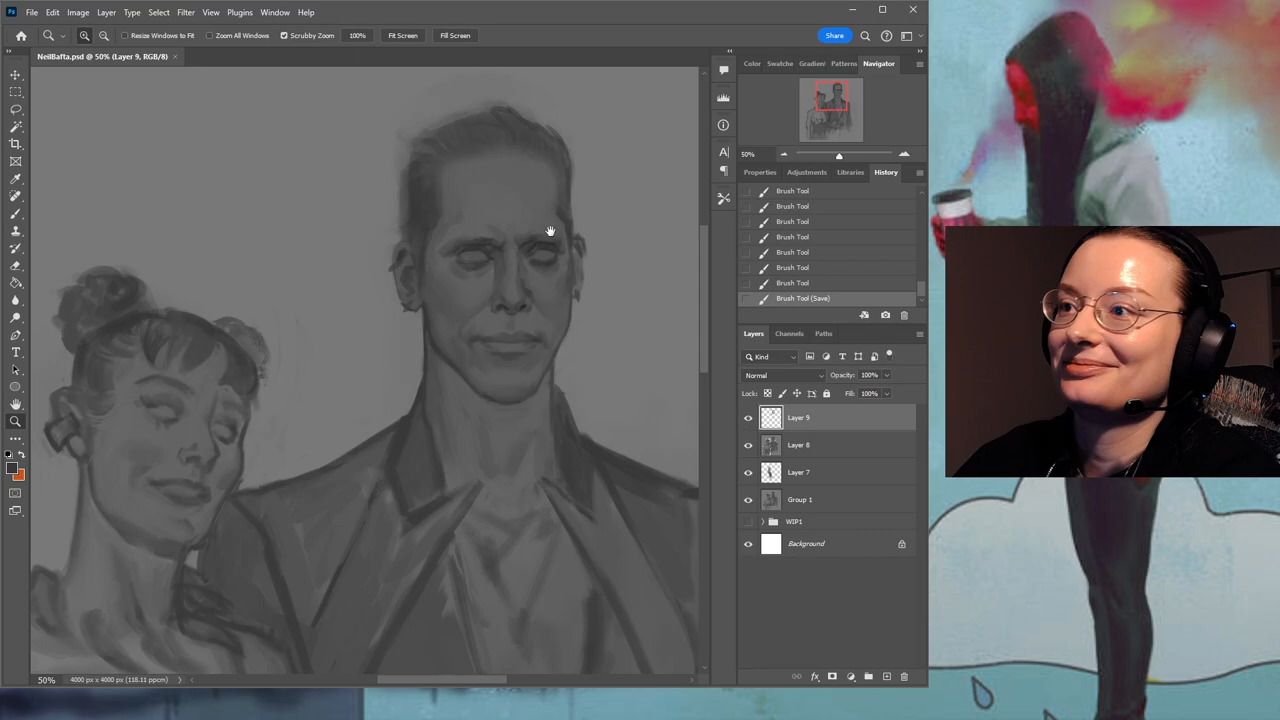 Ps File Edit Image Layer Type Select Filter View Plugins Window Help
Resize Windows to Fit Zoom All Windows Scrubby Zoom 100% Fit Screen Fill Screen Share
NeilBafta.psd @ 50% (Layer 9, RGB/8)
Color Swatche Gradien Patterns Navigator
50%
Properties Adjustments Libraries History
Brush Tool
Brush Tool
Brush Tool
Brush Tool
Brush Tool
Brush Tool
Brush Tool
Brush Tool (Save)
Layers Channels Paths
Kind
Normal Opacity: 100%
Lock: Fill: 100%
Layer 9
Layer 8
Layer 7
Group 1
WIP1
Background
50% 4000 px x 4000 px (118.11 ppcm)